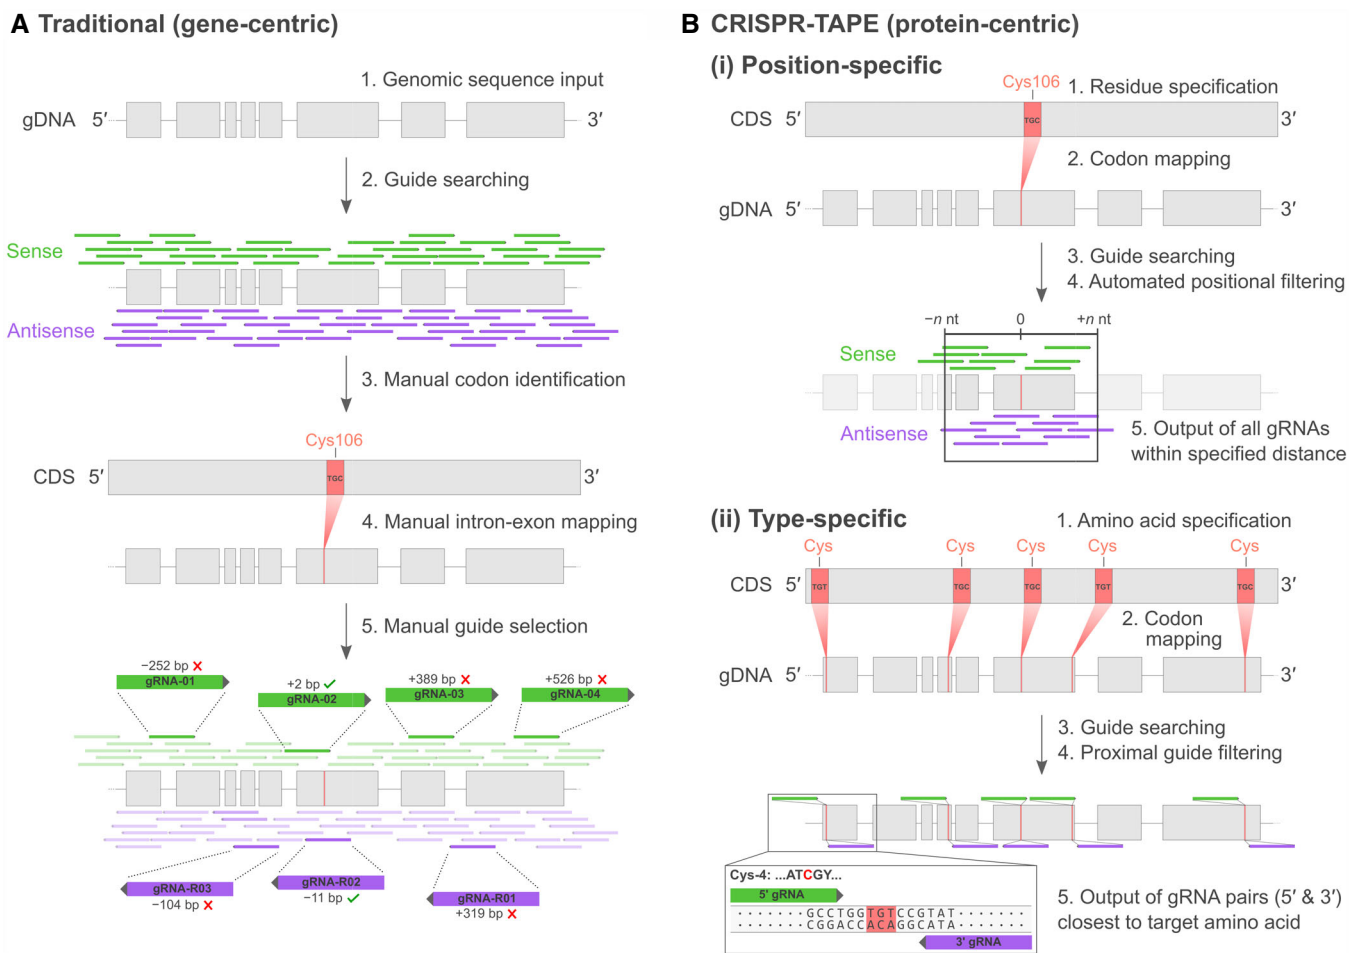 A Traditional (gene-centric)
1. Genomic sequence input
gDNA 5′ 3′
2. Guide searching
Sense
Antisense
3. Manual codon identification
Cys106
CDS 5′ TGC 3′
4. Manual intron-exon mapping
5. Manual guide selection
−252 bp ✗
gRNA-01
+2 bp ✓
gRNA-02
+389 bp ✗
gRNA-03
+526 bp ✗
gRNA-04
gRNA-R03
−104 bp ✗
gRNA-R02
−11 bp ✓
gRNA-R01
+319 bp ✗
B CRISPR-TAPE (protein-centric)
(i) Position-specific
Cys106
1. Residue specification
CDS 5′ TGC 3′
2. Codon mapping
gDNA 5′ 3′
3. Guide searching
4. Automated positional filtering
−n nt 0 +n nt
Sense
Antisense
5. Output of all gRNAs
within specified distance
(ii) Type-specific
1. Amino acid specification
Cys Cys Cys Cys Cys
CDS 5′ TGT TGC TGC TGT TGC 3′
2. Codon
mapping
gDNA 5′ 3′
3. Guide searching
4. Proximal guide filtering
Cys-4: ...ATCGY...
5′ gRNA
·······GCCTGGTGTCCGTAT·······
·······CGGACCACAGGCATA·······
3′ gRNA
5. Output of gRNA pairs (5′ & 3′)
closest to target amino acid